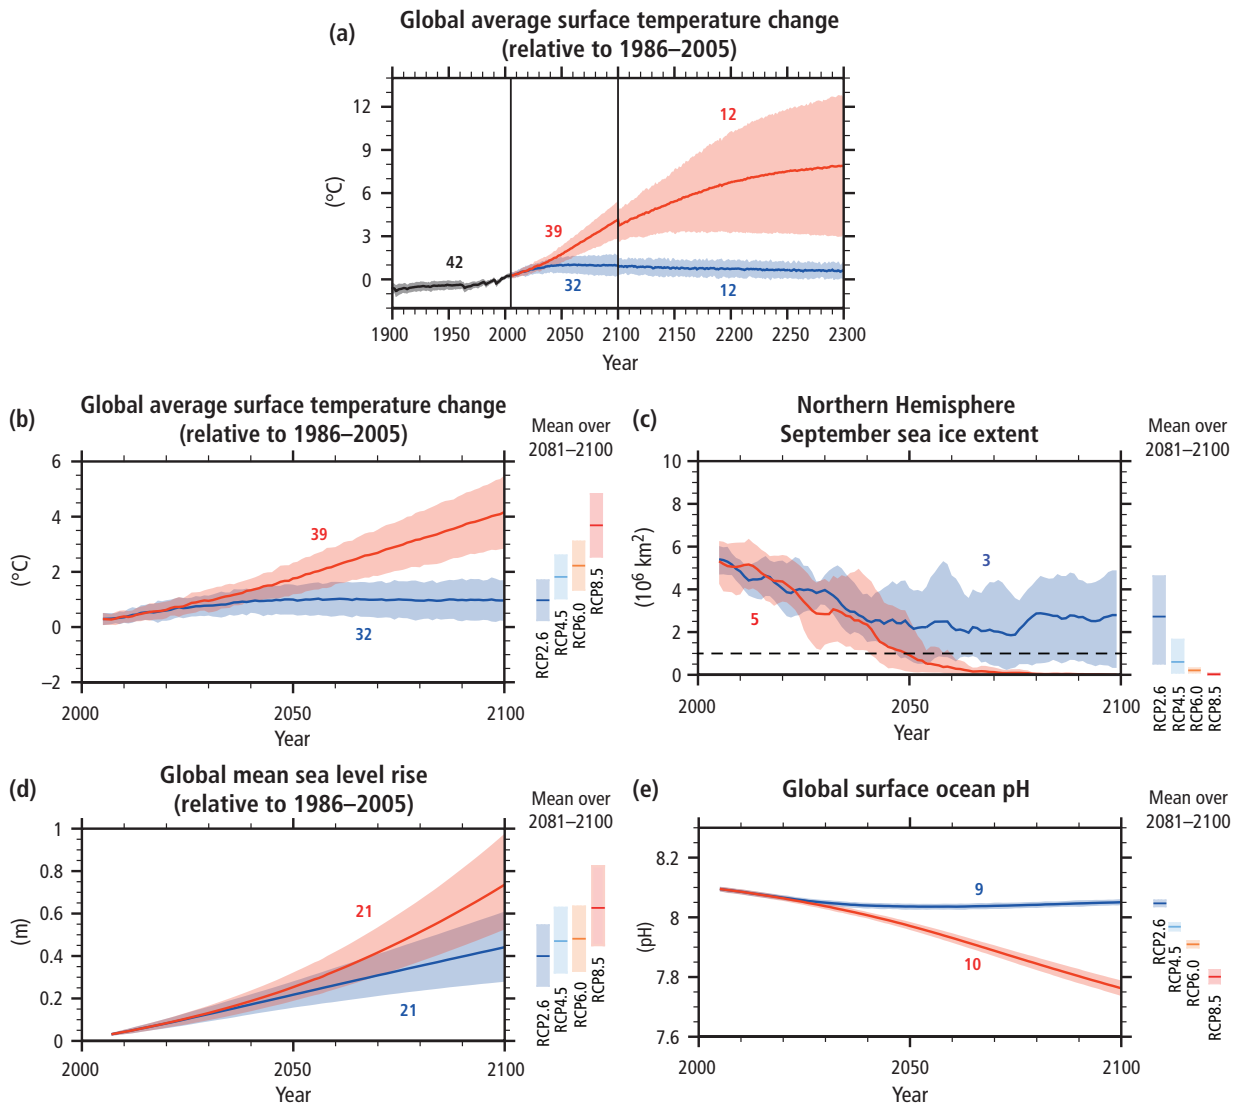 (a)
Global average surface temperature change
(relative to 1986–2005)
12
9
6
3
0
(°C)
42
39
32
12
12
1900 1950 2000 2050 2100 2150 2200 2250 2300
Year
(b)
Global average surface temperature change
(relative to 1986–2005)
Mean over
2081–2100
6
4
2
0
−2
(°C)
39
32
2000 2050 2100
Year
RCP2.6
RCP4.5
RCP6.0
RCP8.5
(c)
Northern Hemisphere
September sea ice extent
Mean over
2081–2100
10
8
6
4
2
0
(10⁶ km²)
3
5
2000 2050 2100
Year
RCP2.6
RCP4.5
RCP6.0
RCP8.5
(d)
Global mean sea level rise
(relative to 1986–2005)
Mean over
2081–2100
1
0.8
0.6
0.4
0.2
0
(m)
21
21
2000 2050 2100
Year
RCP2.6
RCP4.5
RCP6.0
RCP8.5
(e)
Global surface ocean pH
Mean over
2081–2100
8.2
8
7.8
7.6
(pH)
9
10
2000 2050 2100
Year
RCP2.6
RCP4.5
RCP6.0
RCP8.5